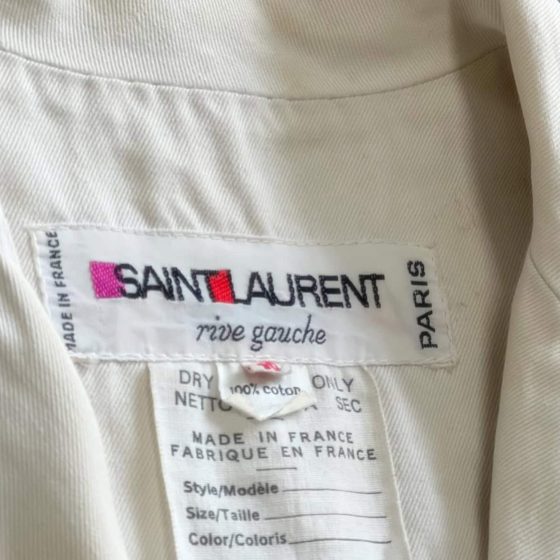 MADE IN FRANCE
SAINT LAURENT
rive gauche
PARIS
DRY ONLY
100% coton
NETTO SEC
MADE IN FRANCE
FABRIQUE EN FRANCE
Style/Modèle
Size/Taille
Color/Coloris